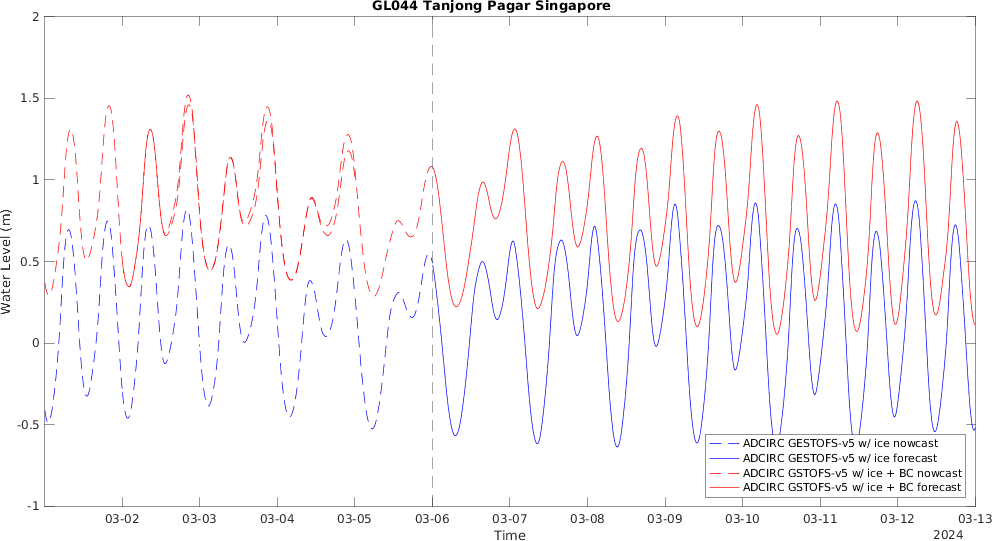 GL044 Tanjong Pagar Singapore
2
1.5
1
0.5
0
-0.5
-1
Water Level (m)
ADCIRC GESTOFS-v5 w/ ice nowcast
ADCIRC GESTOFS-v5 w/ ice forecast
ADCIRC GSTOFS-v5 w/ ice + BC nowcast
ADCIRC GSTOFS-v5 w/ ice + BC forecast
03-02 03-03 03-04 03-05 03-06 03-07 03-08 03-09 03-10 03-11 03-12 03-13
Time
2024